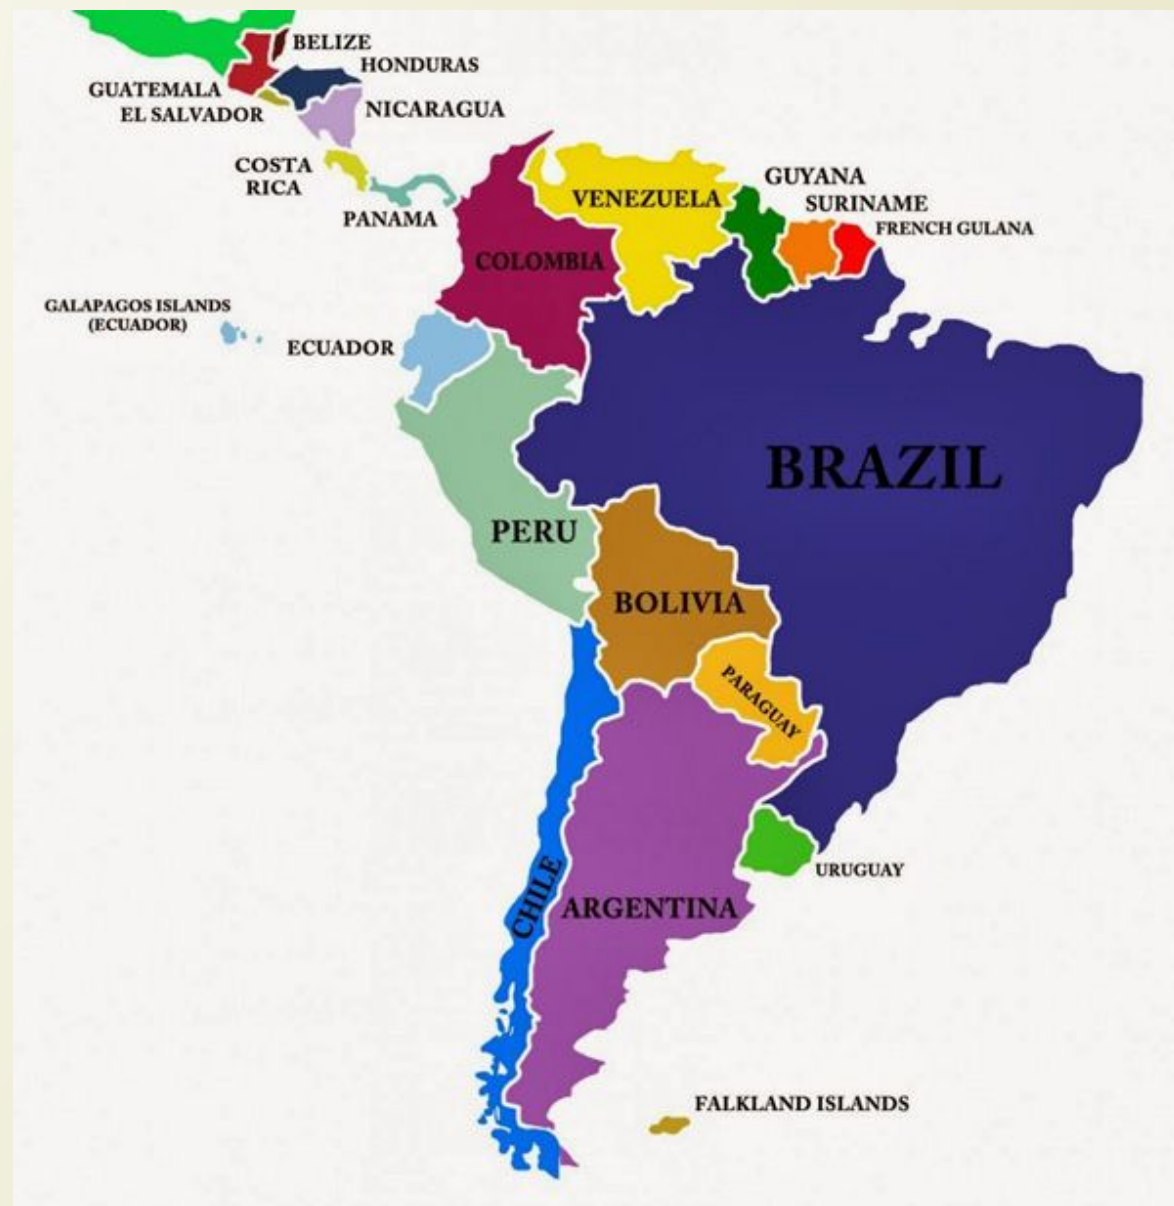 BELIZE
HONDURAS
GUATEMALA
EL SALVADOR
NICARAGUA
COSTA
RICA
PANAMA
VENEZUELA
GUYANA
SURINAME
FRENCH GULANA
COLOMBIA
GALAPAGOS ISLANDS
(ECUADOR)
ECUADOR
BRAZIL
PERU
BOLIVIA
PARAGUAY
URUGUAY
CHILE
ARGENTINA
FALKLAND ISLANDS